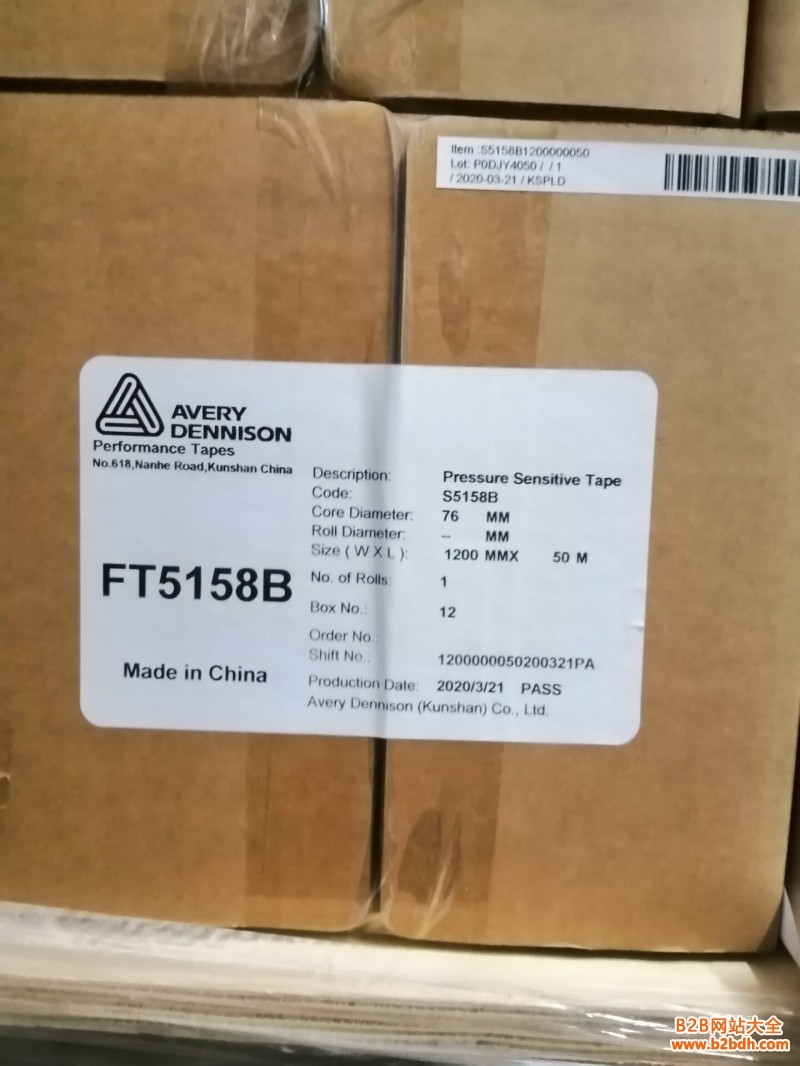 Item :S5158B1200000050
Lot: P0DJY4050 / / 1
/ 2020-03-21 / KSPLD
AVERY
DENNISON
Performance Tapes
No.618,Nanhe Road,Kunshan China
FT5158B
Made in China
Description: Pressure Sensitive Tape
Code: S5158B
Core Diameter: 76 MM
Roll Diameter: -- MM
Size ( W X L ): 1200 MMX 50 M
No. of Rolls: 1
Box No.: 12
Order No.:
Shift No.: 1200000050200321PA
Production Date: 2020/3/21 PASS
Avery Dennison (Kunshan) Co., Ltd.
B2B网站大全
www.b2bdh.com